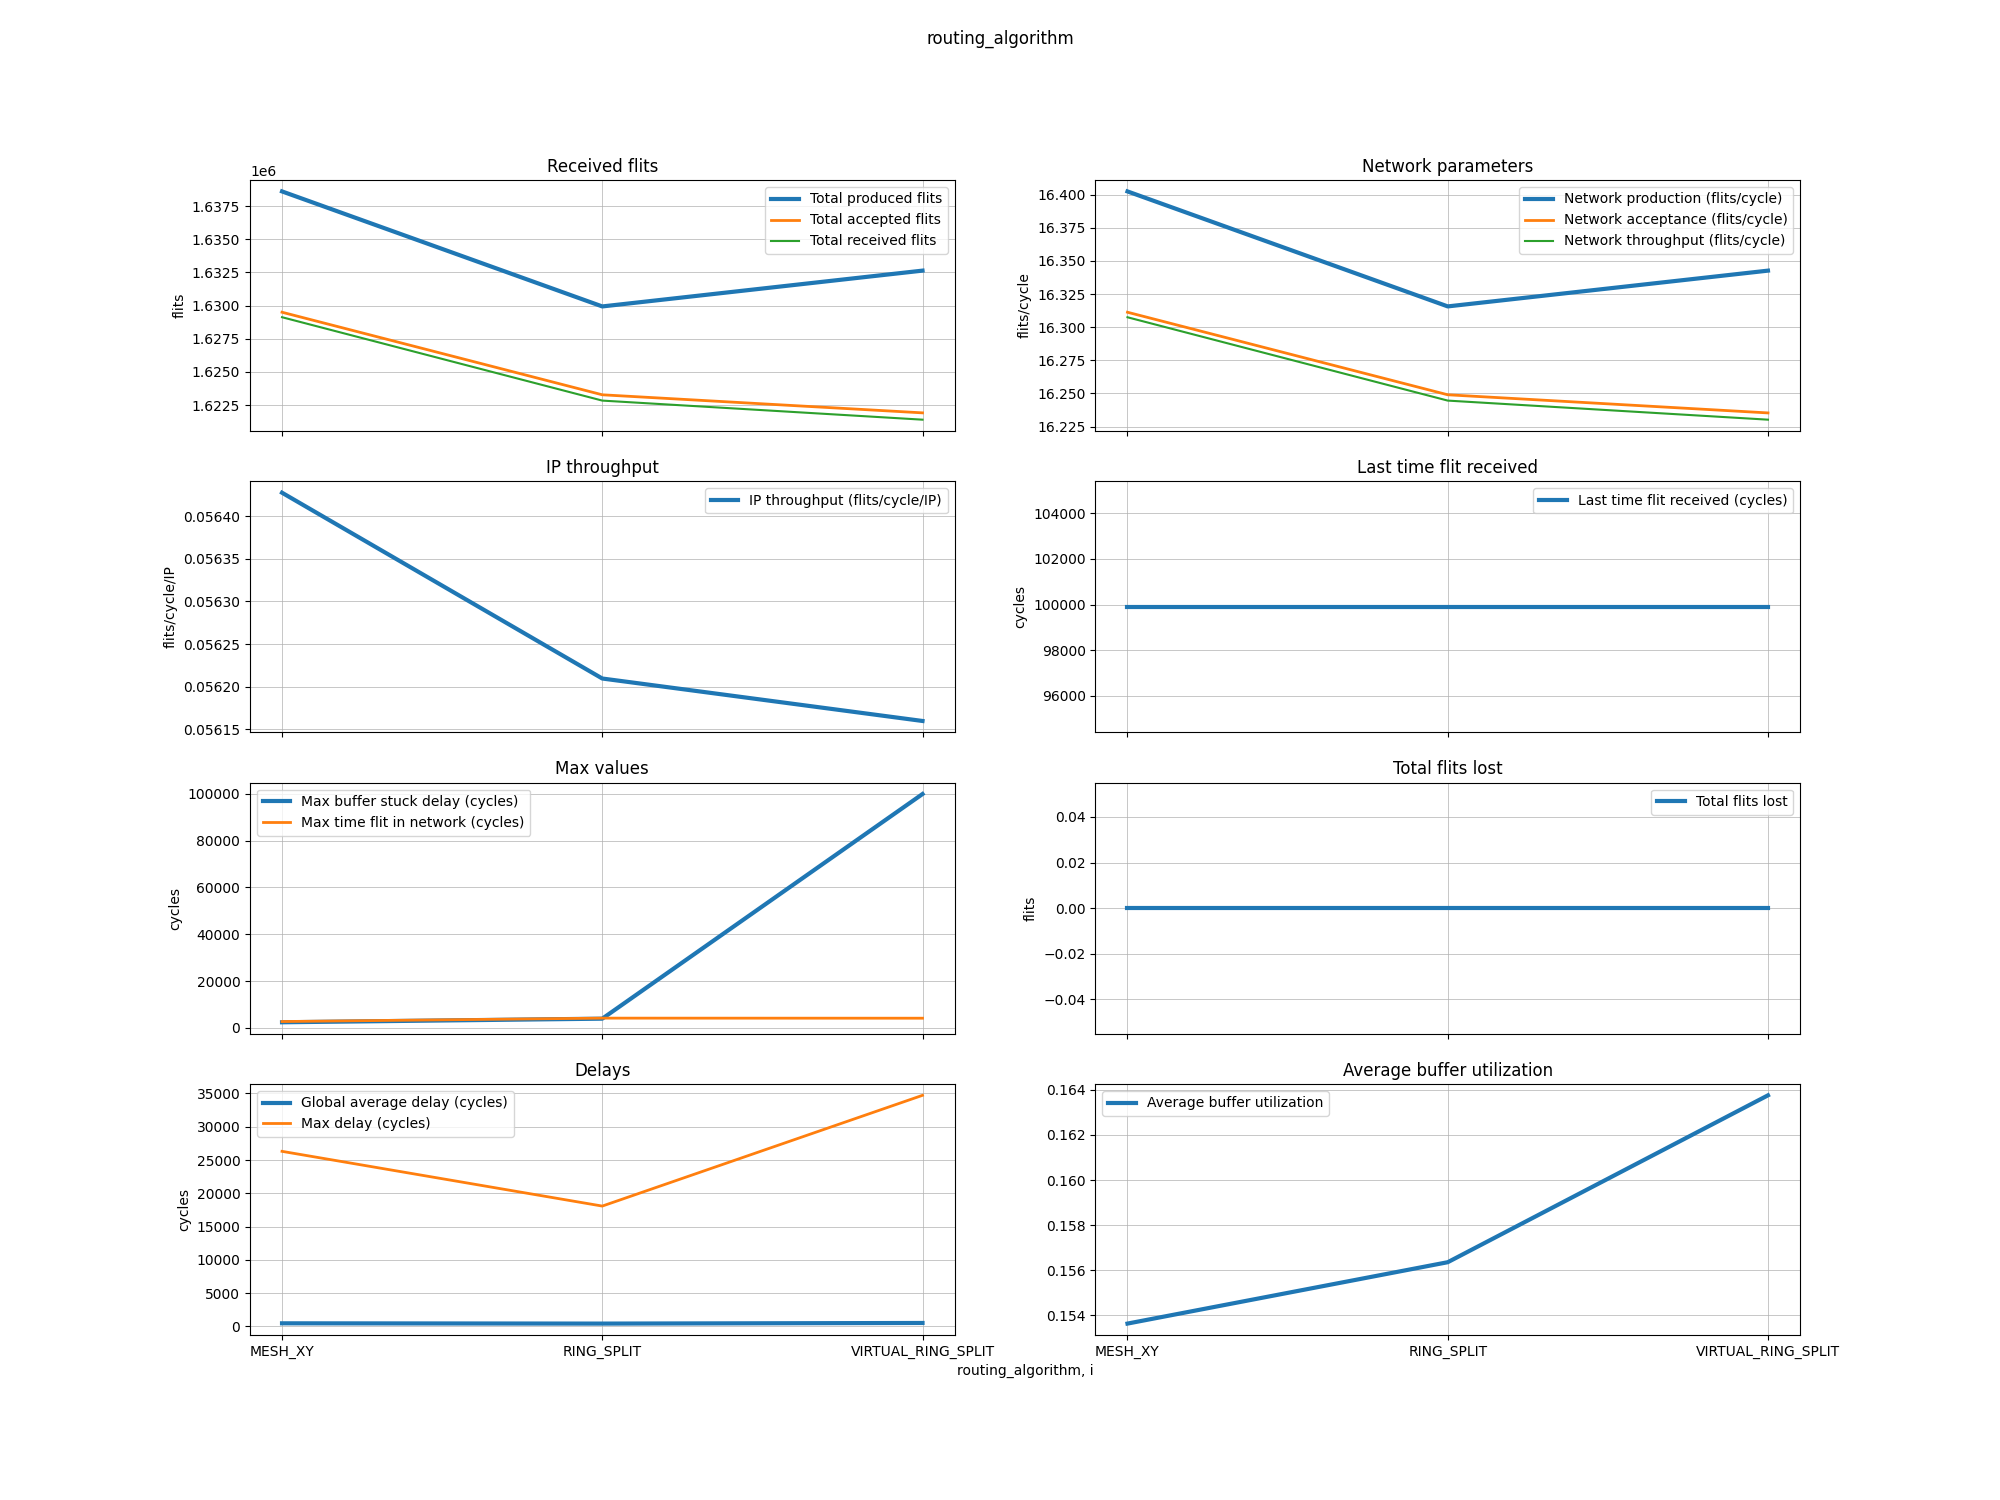 routing_algorithm
Received flits
1e6
1.6375
1.6350
1.6325
1.6300
1.6275
1.6250
1.6225
flits
Total produced flits
Total accepted flits
Total received flits
Network parameters
16.400
16.375
16.350
16.325
16.300
16.275
16.250
16.225
flits/cycle
Network production (flits/cycle)
Network acceptance (flits/cycle)
Network throughput (flits/cycle)
IP throughput
0.05640
0.05635
0.05630
0.05625
0.05620
0.05615
flits/cycle/IP
IP throughput (flits/cycle/IP)
Last time flit received
104000
102000
100000
98000
96000
cycles
Last time flit received (cycles)
Max values
100000
80000
60000
40000
20000
0
cycles
Max buffer stuck delay (cycles)
Max time flit in network (cycles)
Total flits lost
0.04
0.02
0.00
−0.02
−0.04
flits
Total flits lost
Delays
35000
30000
25000
20000
15000
10000
5000
0
cycles
Global average delay (cycles)
Max delay (cycles)
MESH_XY
RING_SPLIT
VIRTUAL_RING_SPLIT
Average buffer utilization
0.164
0.162
0.160
0.158
0.156
0.154
Average buffer utilization
MESH_XY
RING_SPLIT
VIRTUAL_RING_SPLIT
routing_algorithm, i